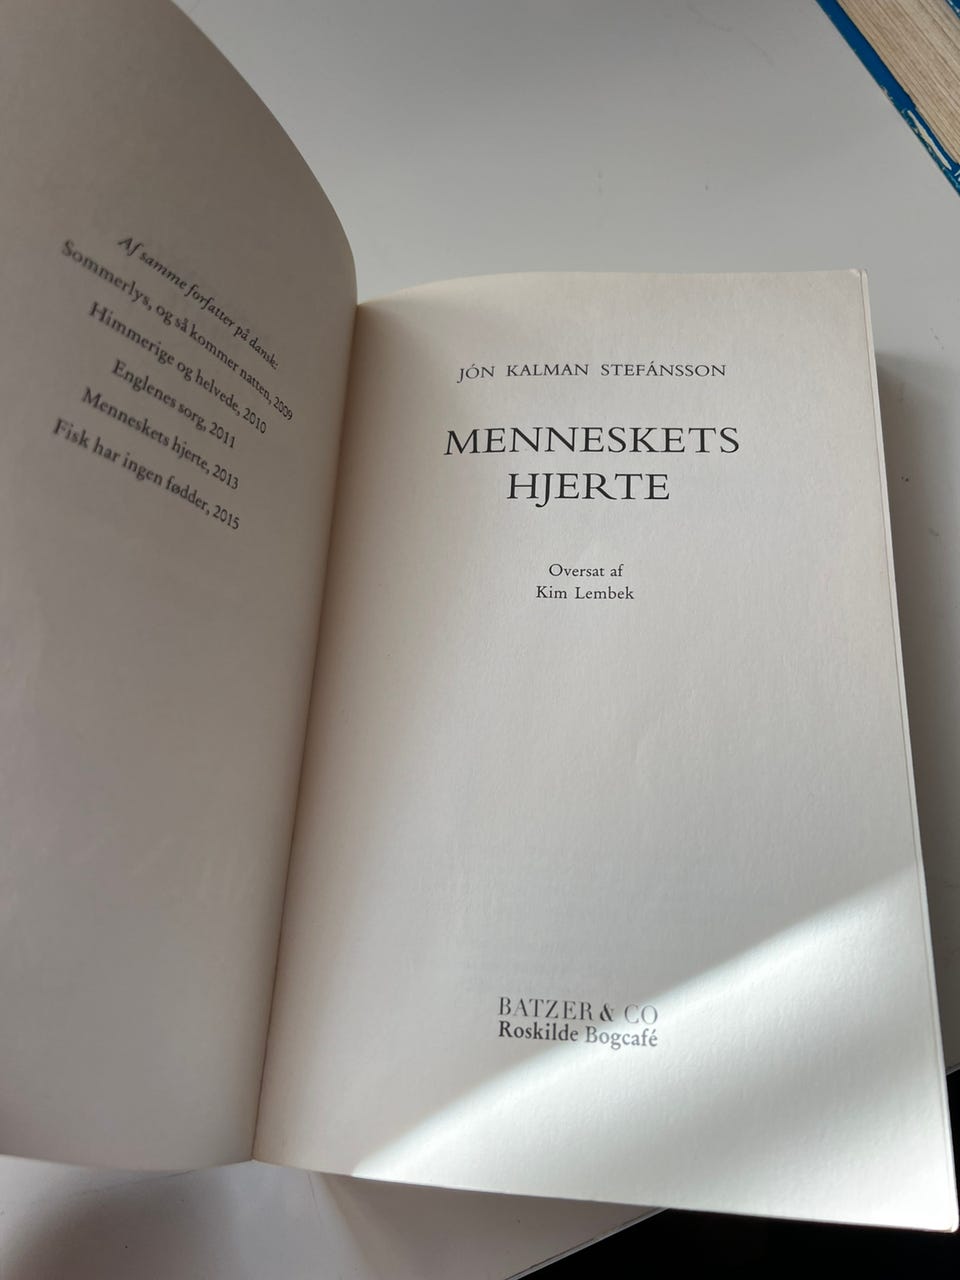 Af samme forfatter på dansk:
Sommerlys, og så kommer natten, 2009
Himmerige og helvede, 2010
Englenes sorg, 2011
Menneskets hjerte, 2013
Fisk har ingen fødder, 2015
JÓN KALMAN STEFÁNSSON
MENNESKETS
HJERTE
Oversat af
Kim Lembek
BATZER & CO
Roskilde Bogcafé